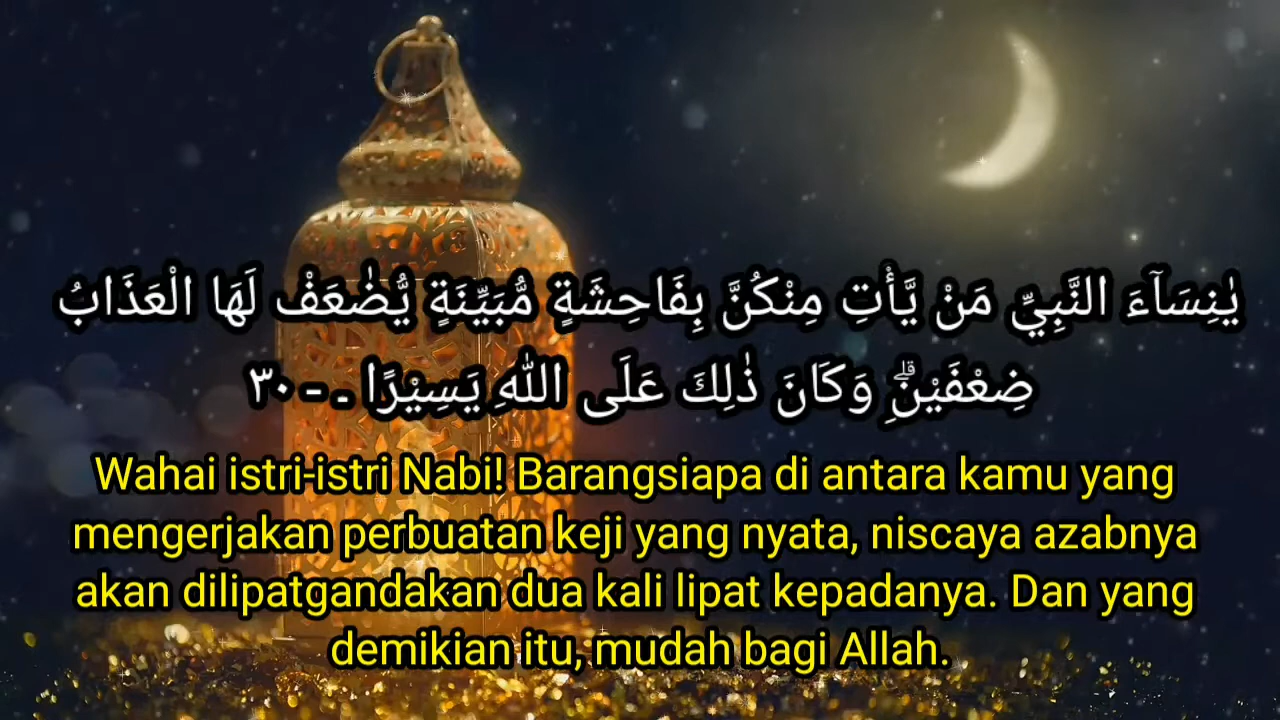 يٰنِسَاۤءَ النَّبِيِّ مَنْ يَّأْتِ مِنْكُنَّ بِفَاحِشَةٍ مُّبَيِّنَةٍ يُّضٰعَفْ لَهَا الْعَذَابُ
ضِعْفَيْنِۗ وَكَانَ ذٰلِكَ عَلَى اللّٰهِ يَسِيْرًا ۔ - ٣٠
Wahai istri-istri Nabi! Barangsiapa di antara kamu yang
mengerjakan perbuatan keji yang nyata, niscaya azabnya
akan dilipatgandakan dua kali lipat kepadanya. Dan yang
demikian itu, mudah bagi Allah.